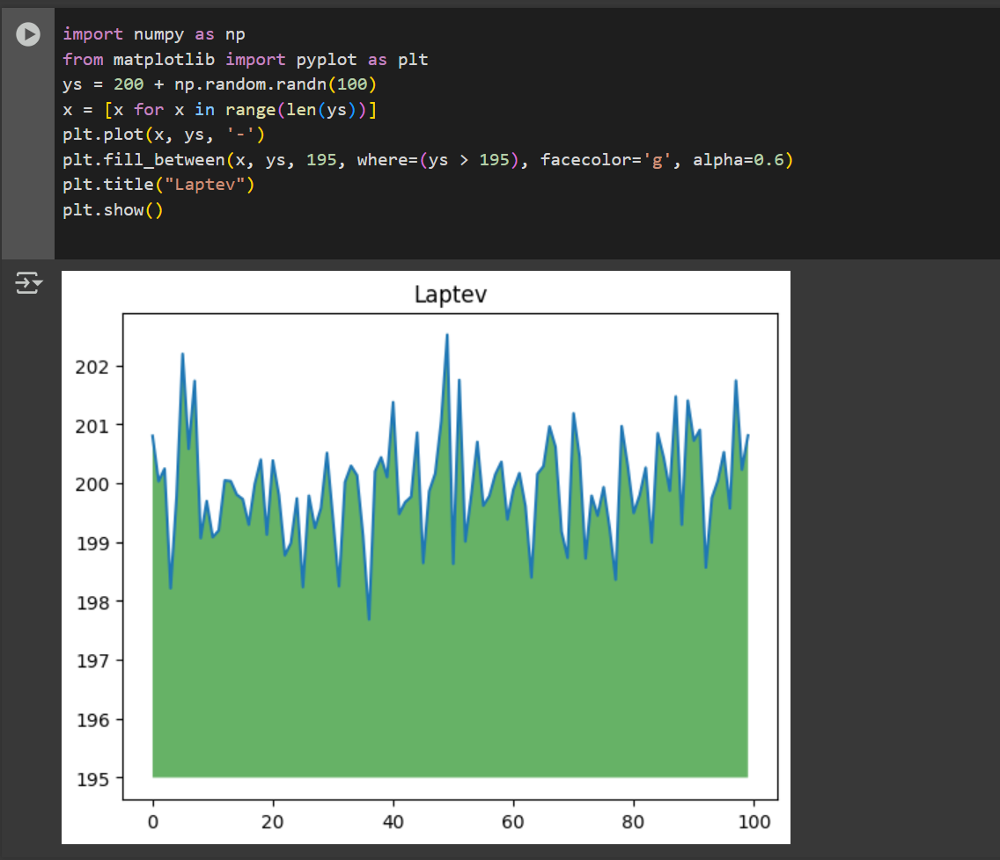 import numpy as np
from matplotlib import pyplot as plt
ys = 200 + np.random.randn(100)
x = [x for x in range(len(ys))]
plt.plot(x, ys, '-')
plt.fill_between(x, ys, 195, where=(ys > 195), facecolor='g', alpha=0.6)
plt.title("Laptev")
plt.show()
Laptev
202
201
200
199
198
197
196
195
0 20 40 60 80 100